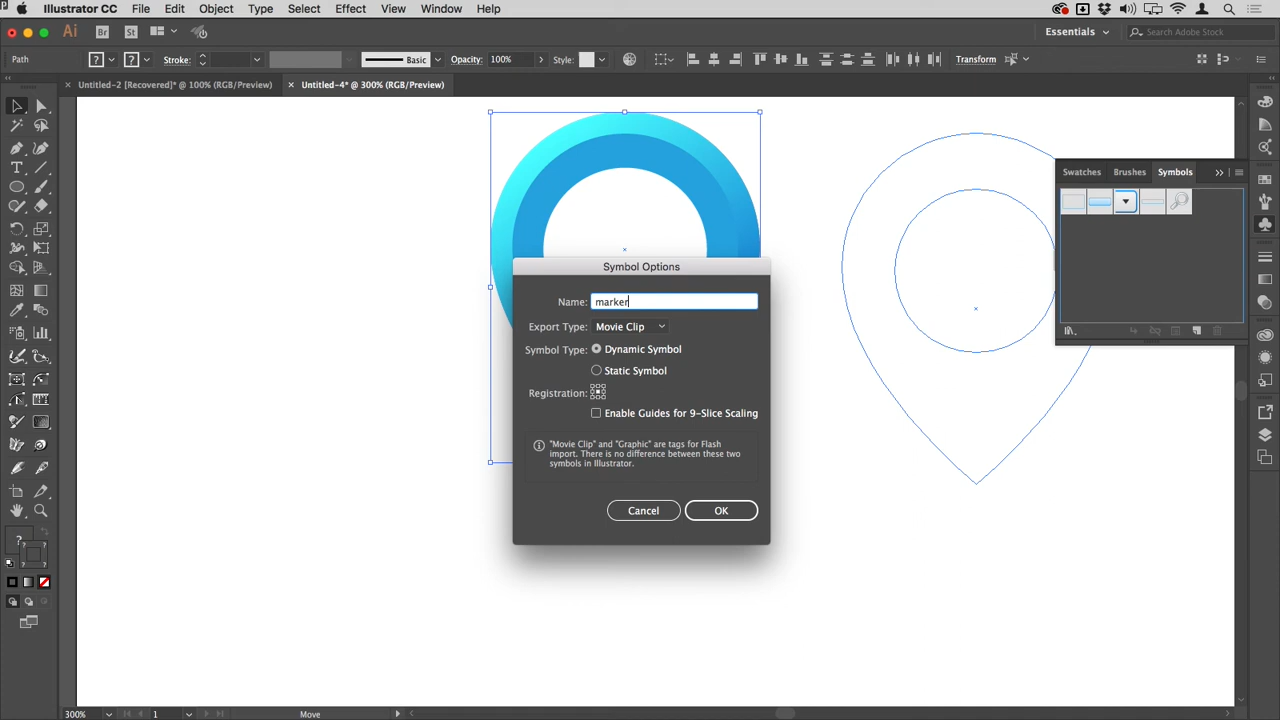 Illustrator CC File Edit Object Type Select Effect View Window Help
Ai Br St Essentials Search Adobe Stock
Path ? ? Stroke: Basic Opacity: 100% Style: Transform
× Untitled-2 [Recovered]* @ 100% (RGB/Preview) × Untitled-4* @ 300% (RGB/Preview)
Swatches Brushes Symbols
Symbol Options
Name: marker
Export Type: Movie Clip
Symbol Type: Dynamic Symbol
Static Symbol
Registration:
Enable Guides for 9-Slice Scaling
"Movie Clip" and "Graphic" are tags for Flash
import. There is no difference between these two
symbols in Illustrator.
Cancel OK
?
300% 1 Move